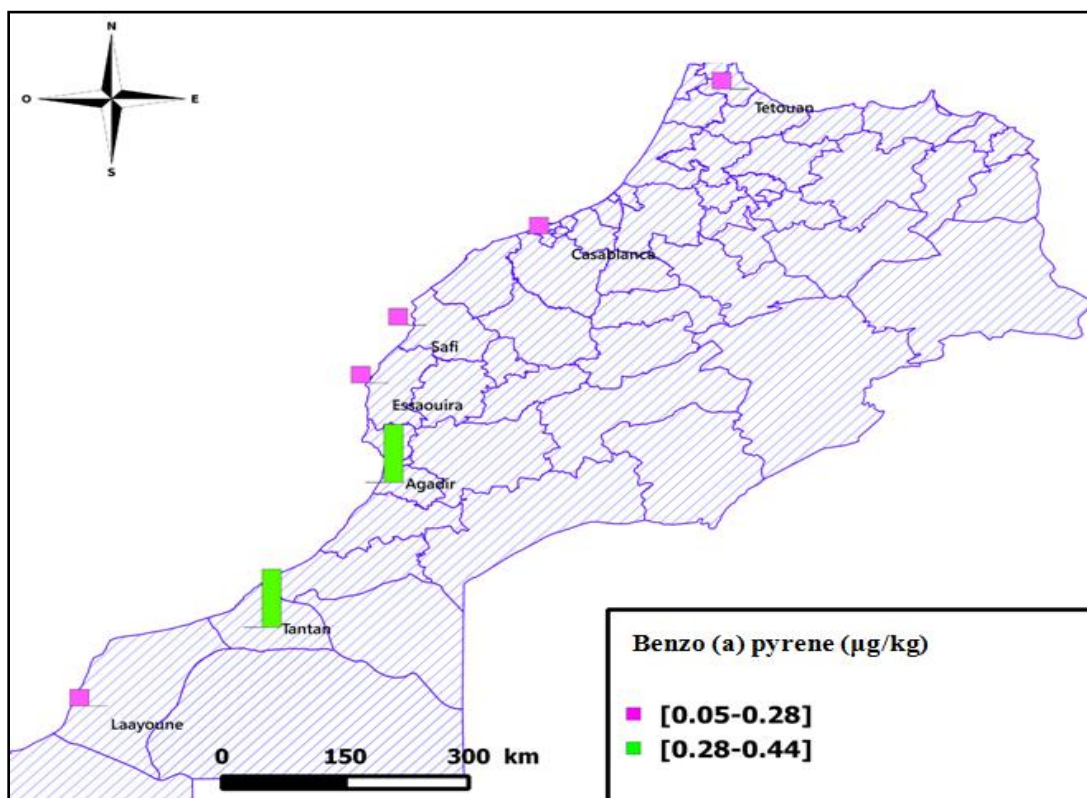 N
O
E
S
Tetouan
Casablanca
Safi
Essaouira
Agadir
Tantan
Laayoune
0 150 300 km
Benzo (a) pyrene (µg/kg)
[0.05-0.28]
[0.28-0.44]